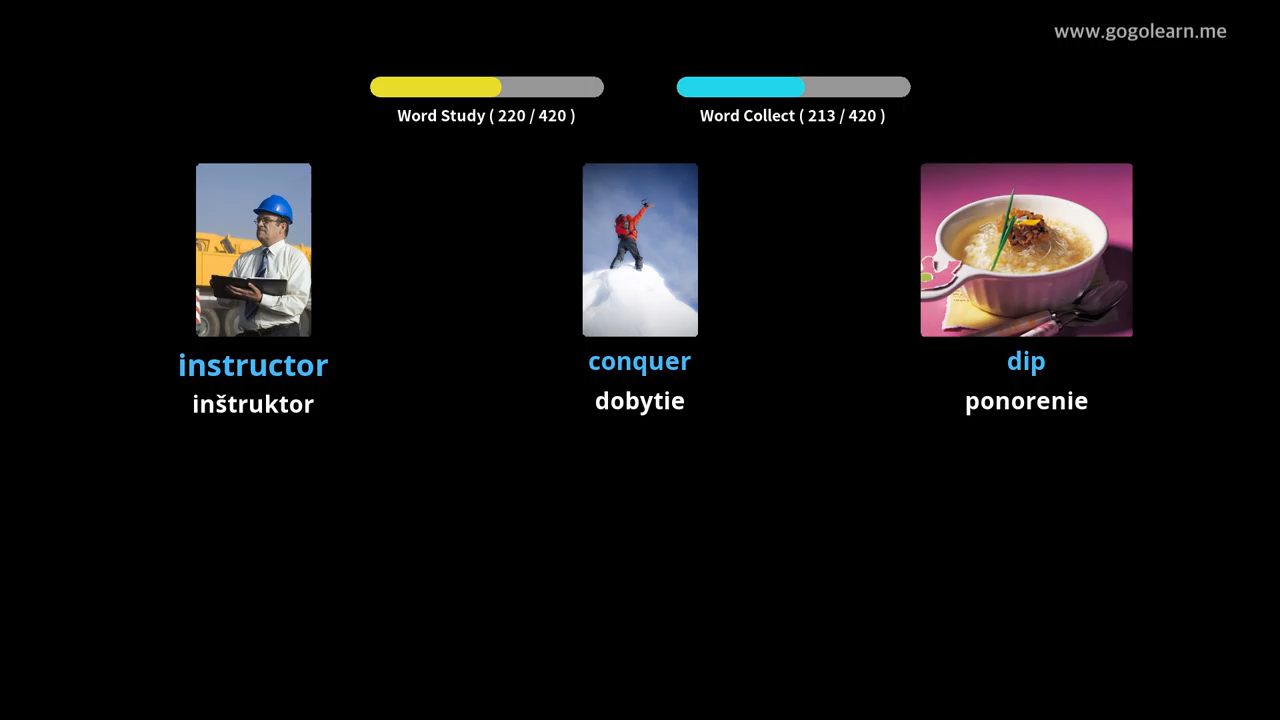 www.gogolearn.me
Word Study ( 220 / 420 )
Word Collect ( 213 / 420 )
instructor
inštruktor
conquer
dobytie
dip
ponorenie